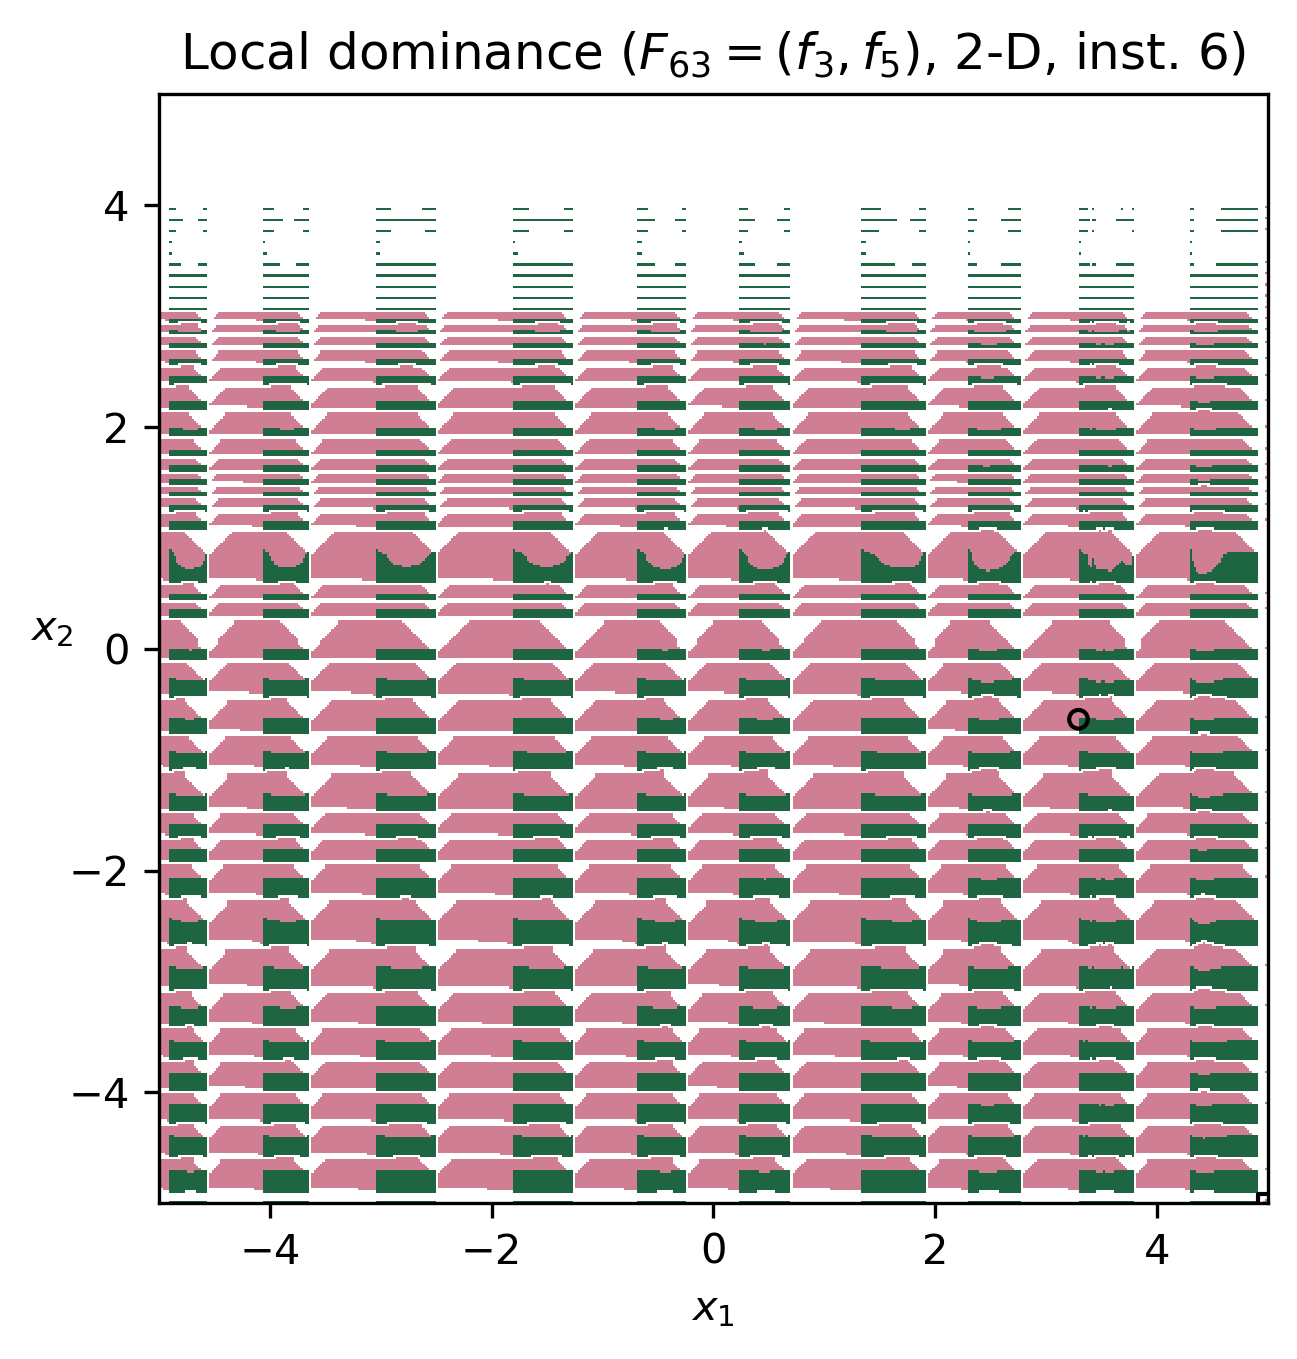 Local dominance (F₆₃ = (f₃, f₅), 2-D, inst. 6)
4
2
0
−2
−4
x₂
−4 −2 0 2 4
x₁